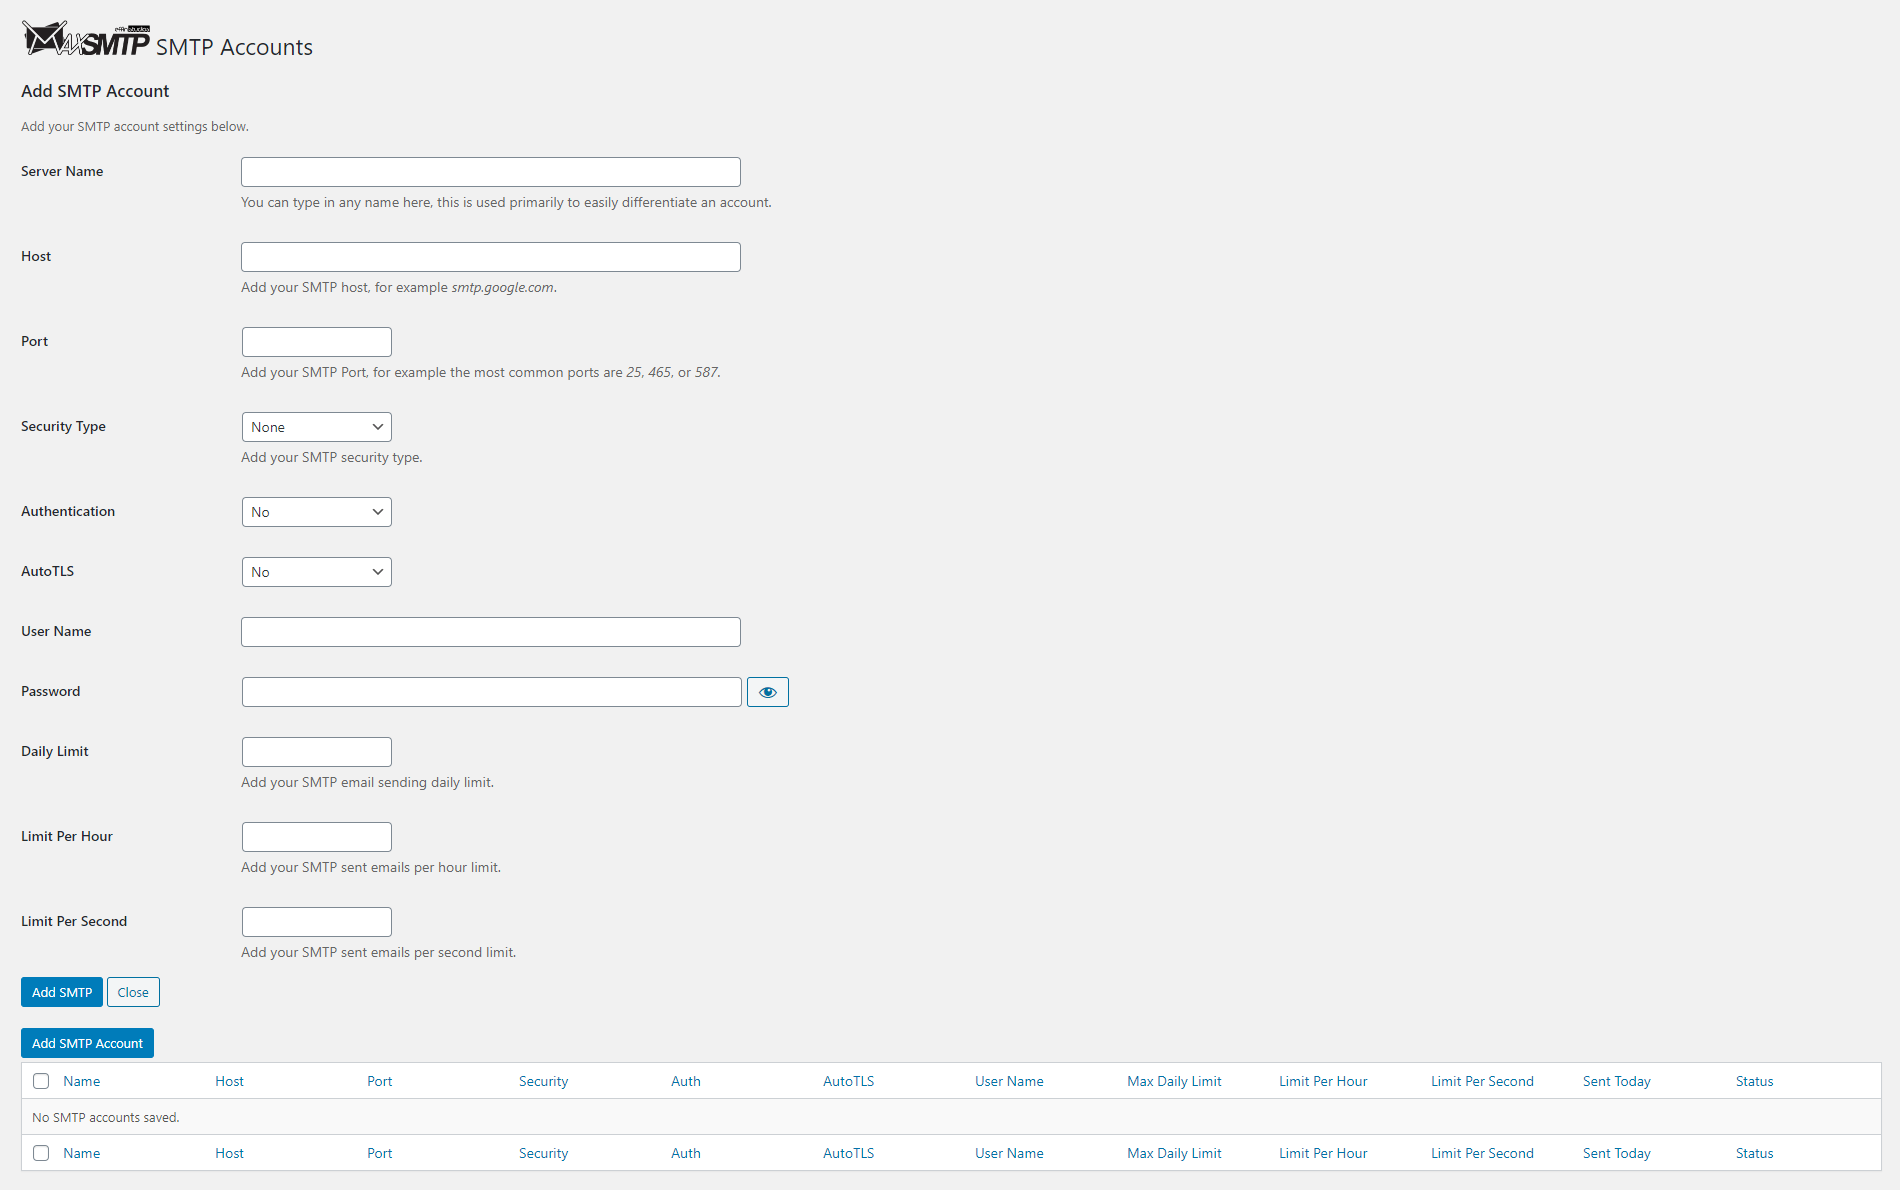 MAXSMTP SMTP Accounts
Add SMTP Account
Add your SMTP account settings below.
Server Name
You can type in any name here, this is used primarily to easily differentiate an account.
Host
Add your SMTP host, for example smtp.google.com.
Port
Add your SMTP Port, for example the most common ports are 25, 465, or 587.
Security Type
None
Add your SMTP security type.
Authentication
No
AutoTLS
No
User Name
Password
Daily Limit
Add your SMTP email sending daily limit.
Limit Per Hour
Add your SMTP sent emails per hour limit.
Limit Per Second
Add your SMTP sent emails per second limit.
Add SMTP Close
Add SMTP Account
Name Host Port Security Auth AutoTLS User Name Max Daily Limit Limit Per Hour Limit Per Second Sent Today Status
No SMTP accounts saved.
Name Host Port Security Auth AutoTLS User Name Max Daily Limit Limit Per Hour Limit Per Second Sent Today Status